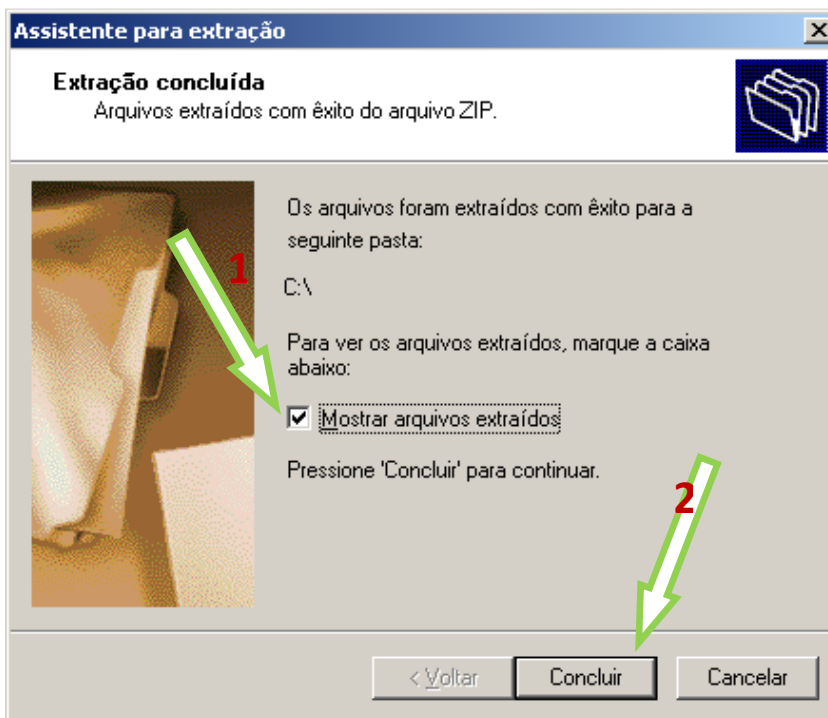 Assistente para extração
Extração concluída
Arquivos extraídos com êxito do arquivo ZIP.
Os arquivos foram extraídos com êxito para a
seguinte pasta:
1
C:\
Para ver os arquivos extraídos, marque a caixa
abaixo:
Mostrar arquivos extraídos
Pressione 'Concluir' para continuar.
2
< Voltar
Concluir
Cancelar